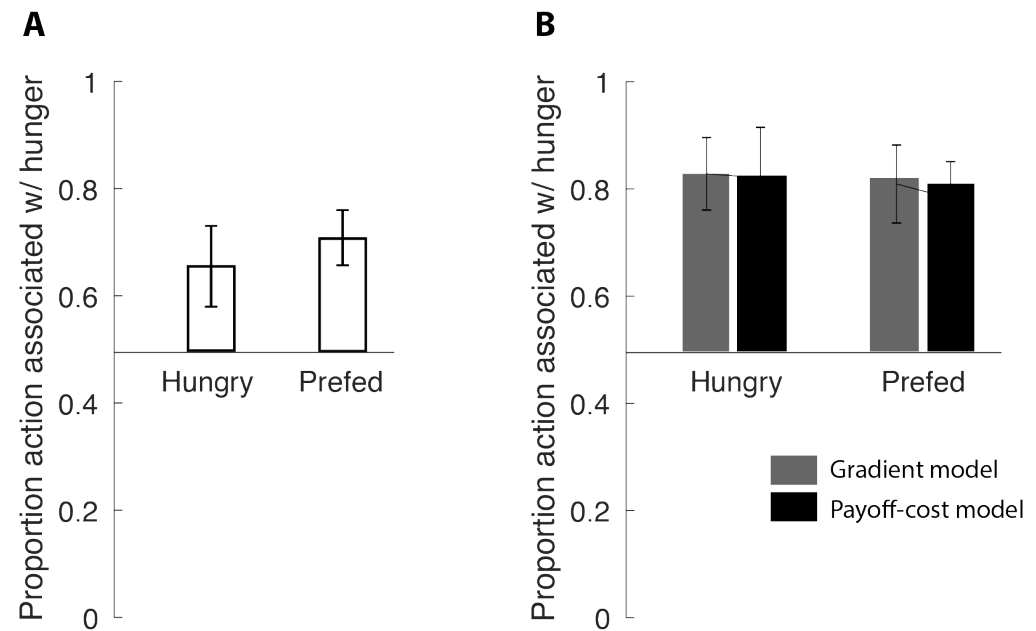 A
Proportion action associated w/ hunger
1
0.8
0.6
0.4
0.2
0
Hungry
Prefed
B
Proportion action associated w/ hunger
1
0.8
0.6
0.4
0.2
0
Hungry
Prefed
Gradient model
Payoff-cost model